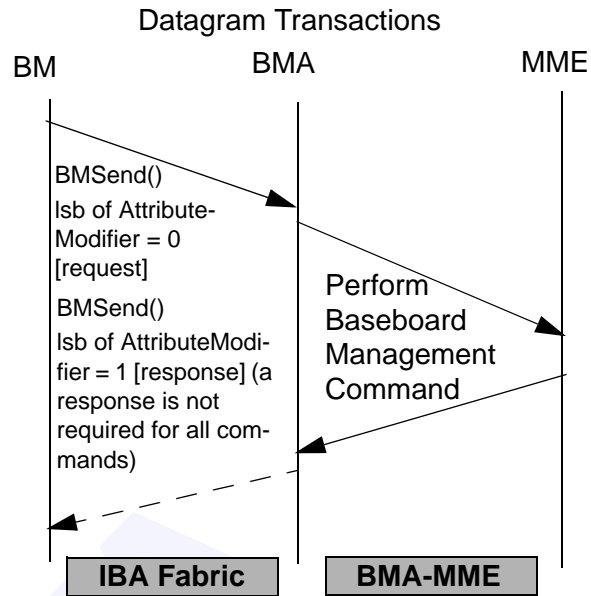 Datagram Transactions
BM BMA MME
BMSend()
lsb of Attribute-
Modifier = 0
[request]
BMSend()
lsb of AttributeModi-
fier = 1 [response] (a
response is not
required for all com-
mands)
Perform
Baseboard
Management
Command
IBA Fabric BMA-MME